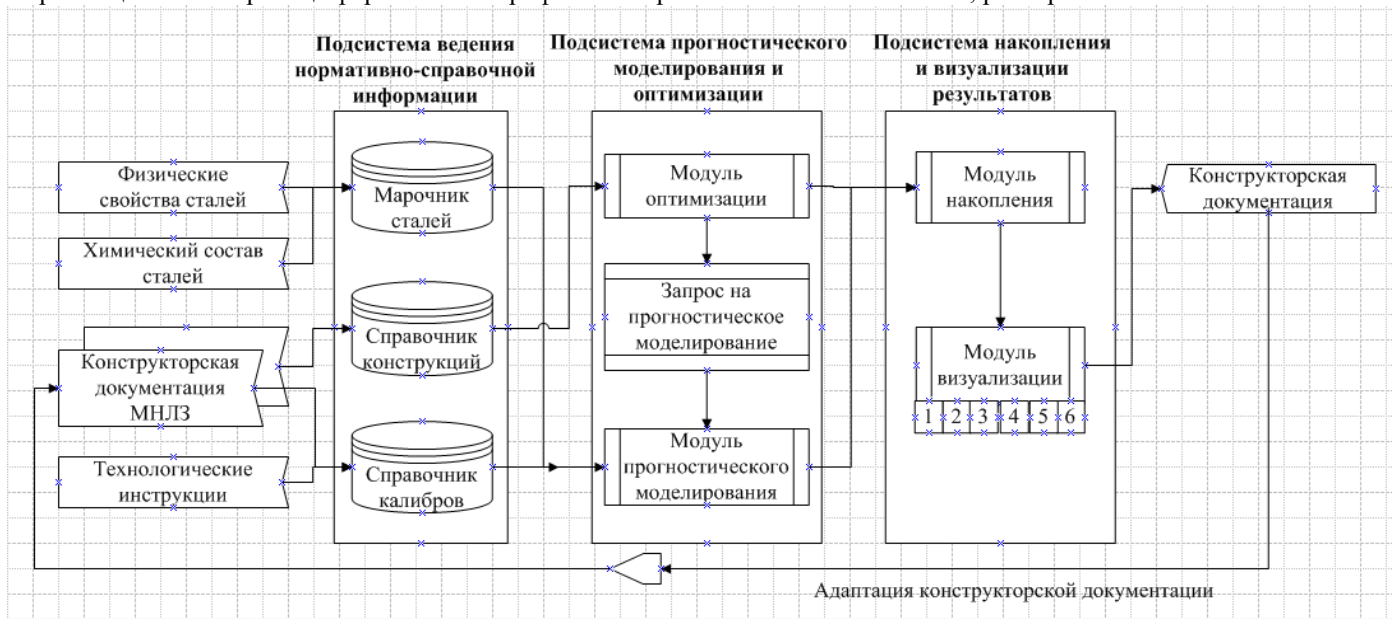 Подсистема ведения
нормативно-справочной
информации
Подсистема прогностического
моделирования и
оптимизации
Подсистема накопления
и визуализации
результатов
Физические
свойства сталей
Химический состав
сталей
Конструкторская
документация
МНЛЗ
Технологические
инструкции
Марочник
сталей
Справочник
конструкций
Справочник
калибров
Модуль
оптимизации
Запрос на
прогностическое
моделирование
Модуль
прогностического
моделирования
Модуль
накопления
Модуль
визуализации
1 2 3 4 5 6
Конструкторская
документация
Адаптация конструкторской документации